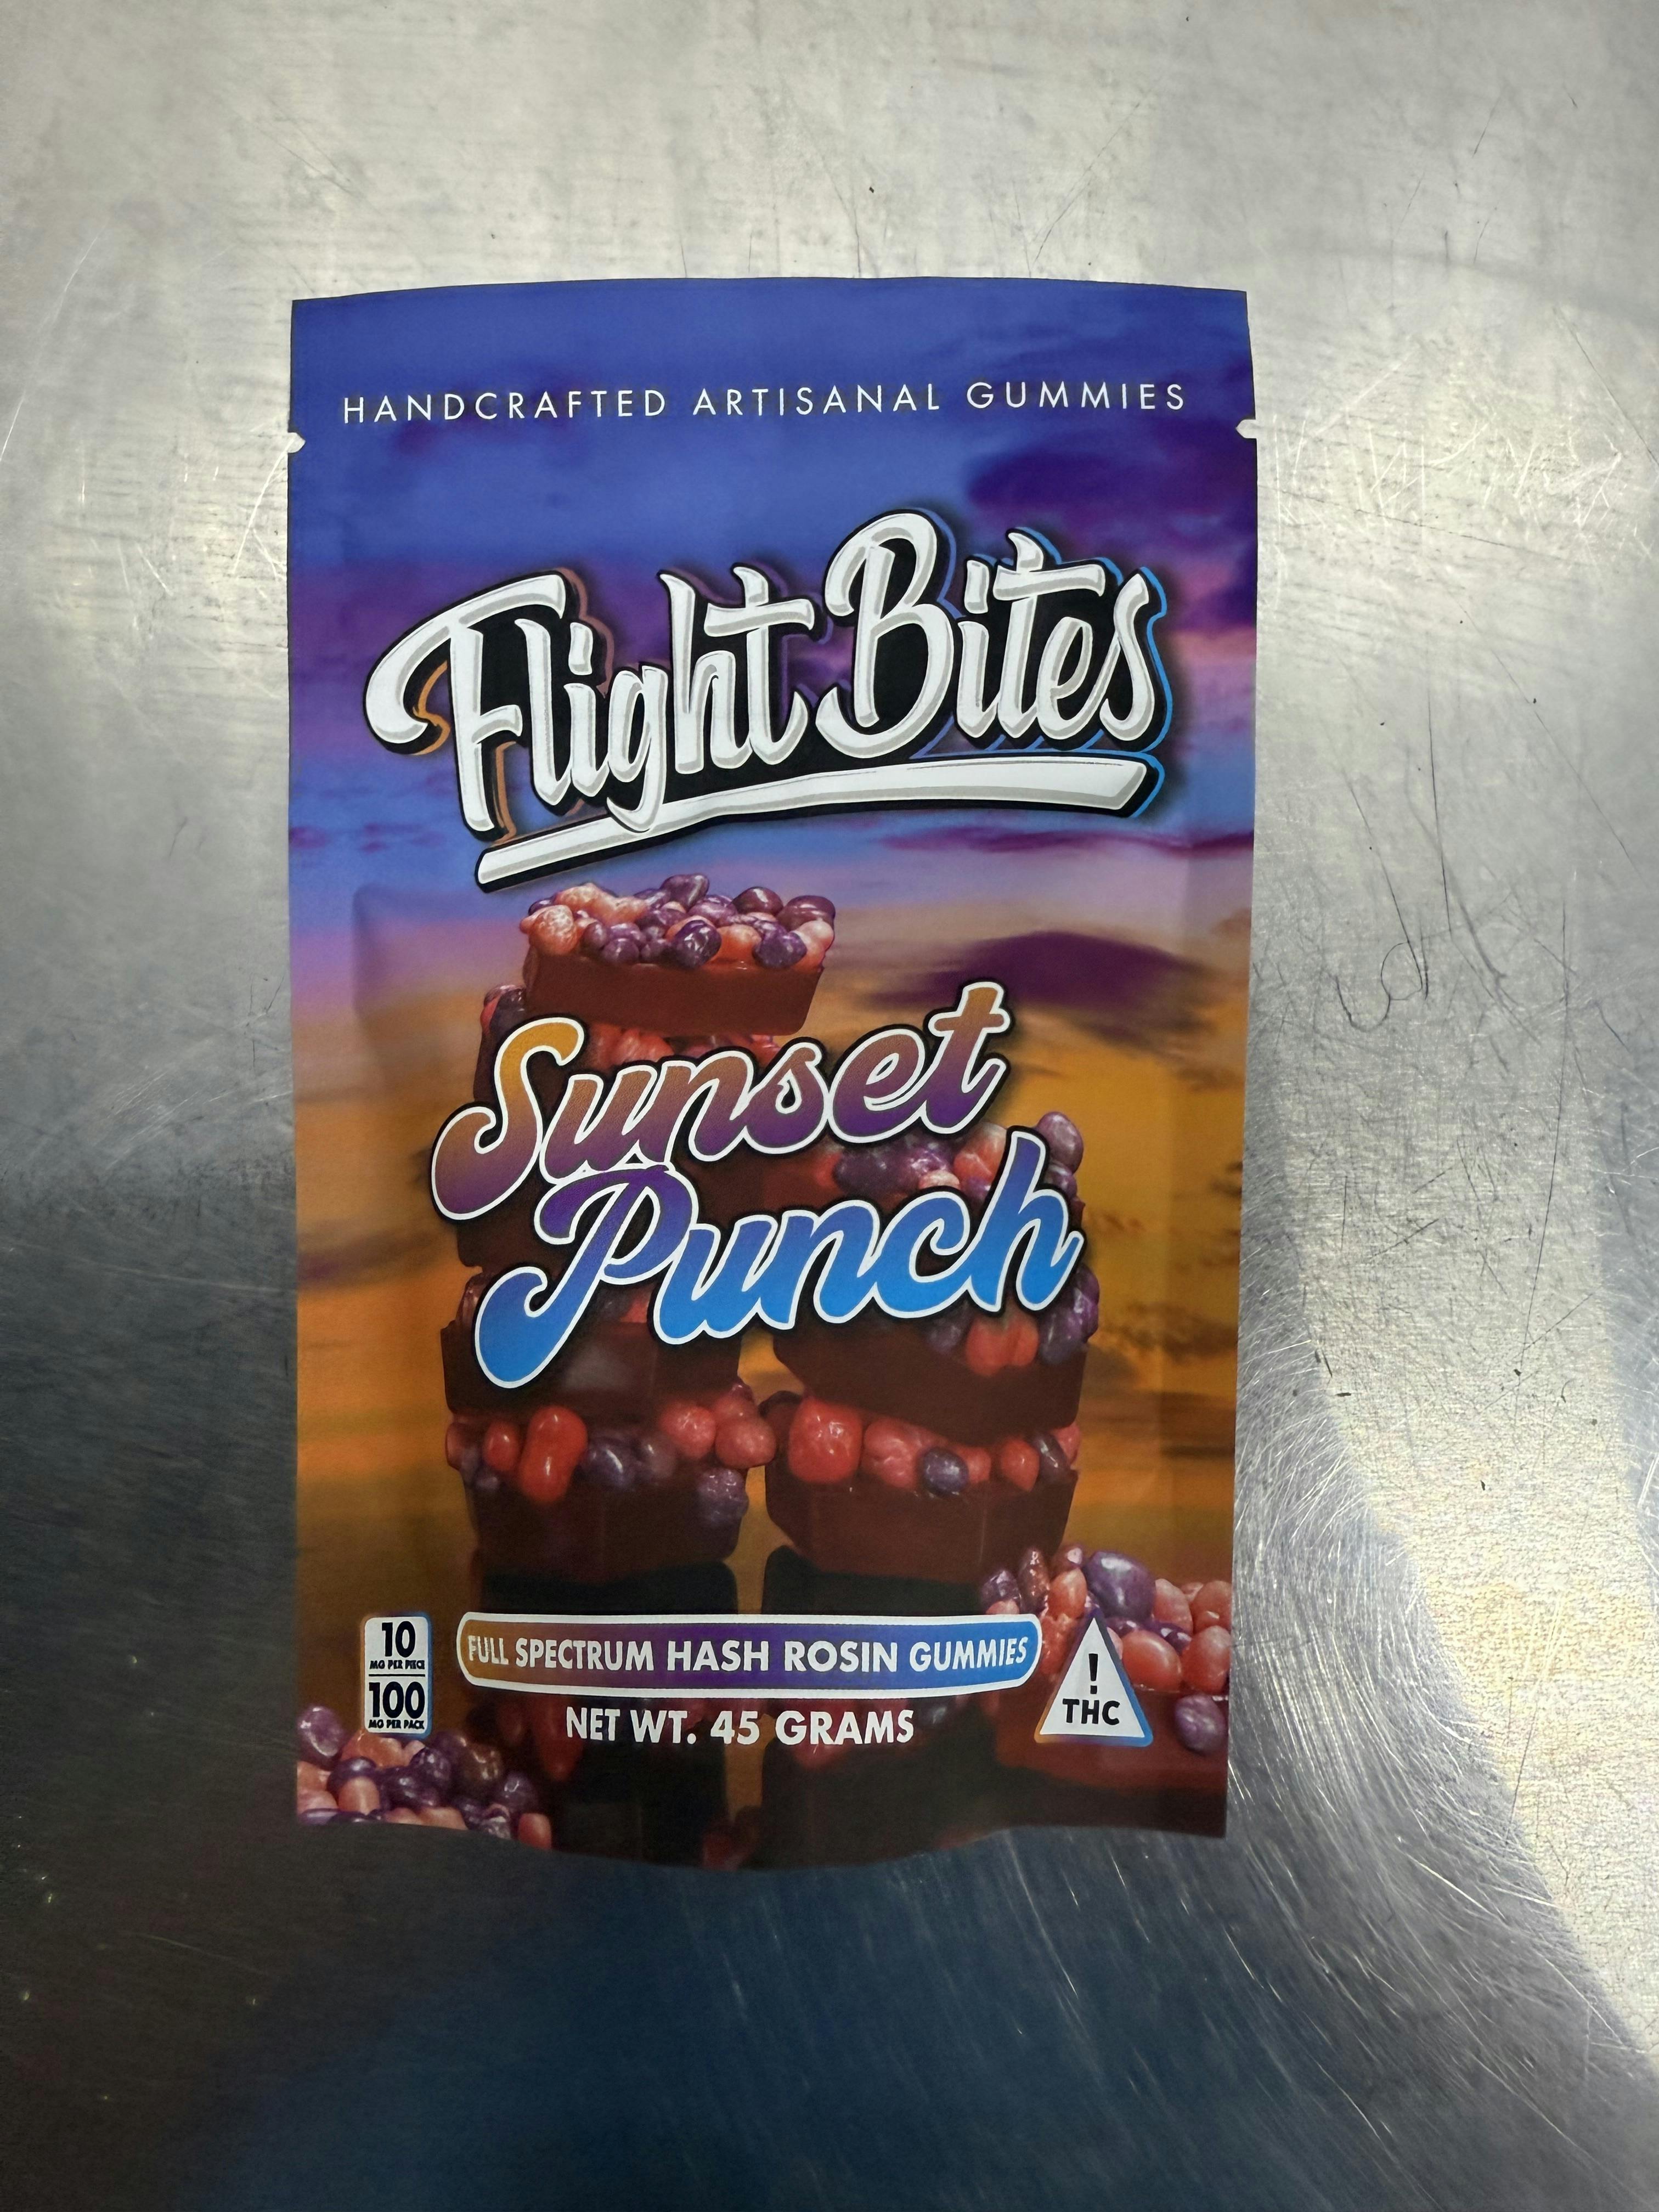 HANDCRAFTED ARTISANAL GUMMIES
Flight Bites
Sunset
Punch
10
MG PER PIECE
100
MG PER PACK
FULL SPECTRUM HASH ROSIN GUMMIES
NET WT. 45 GRAMS
!
THC